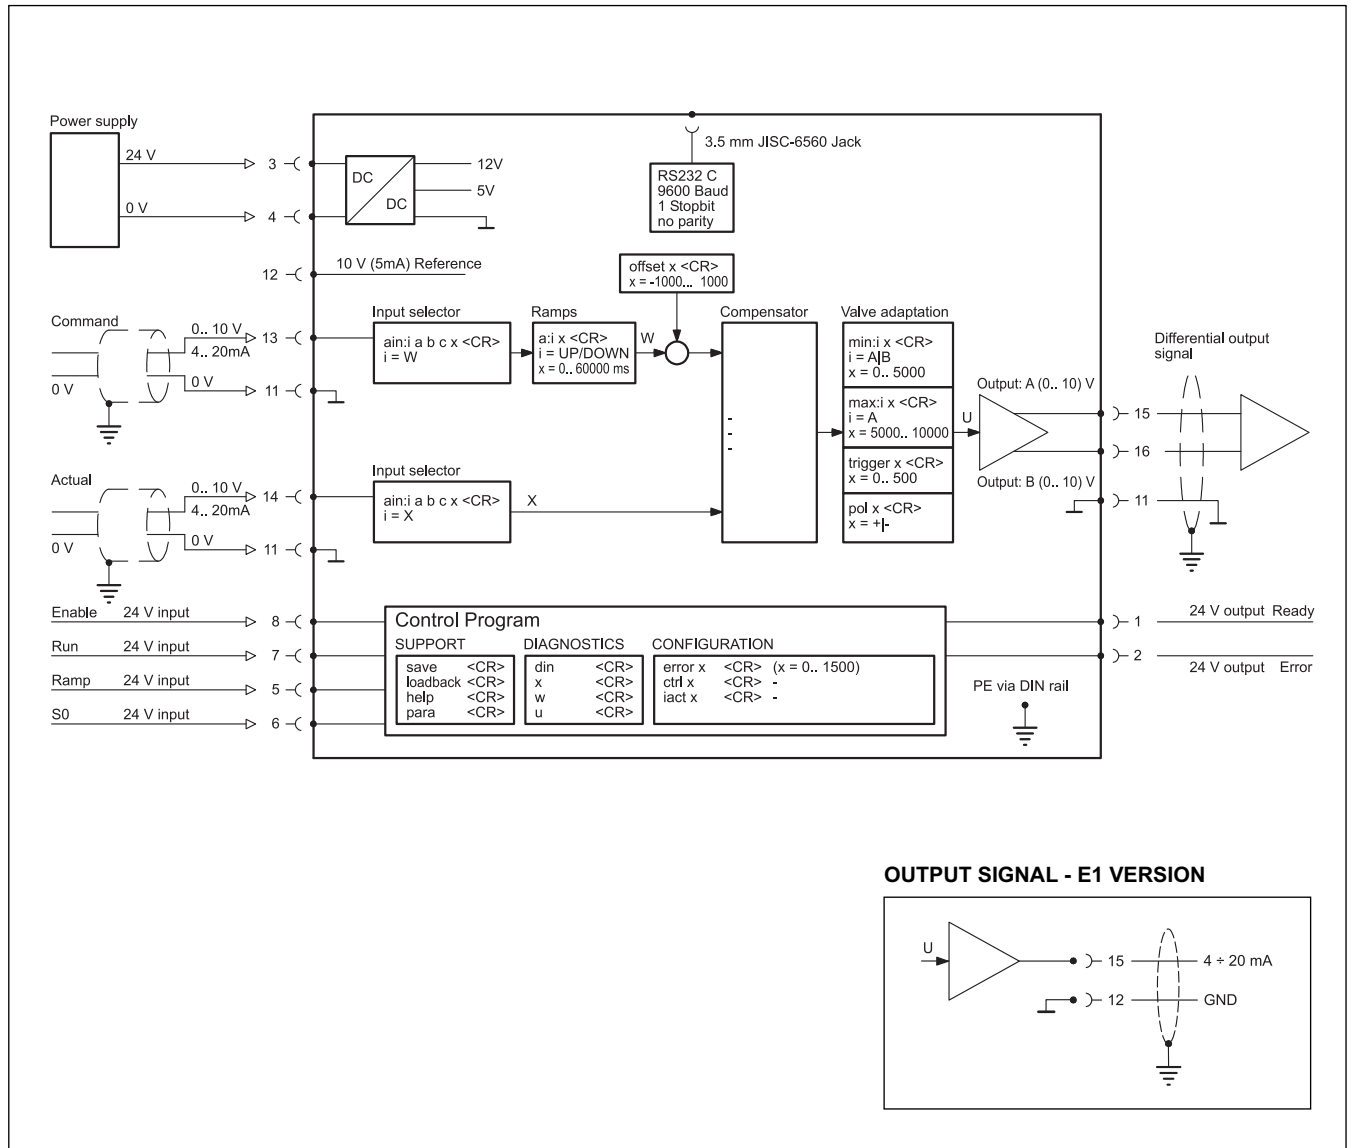 Power supply
24 V
3
0 V
4
DC
DC
12V
5V
3.5 mm JISC-6560 Jack
RS232 C
9600 Baud
1 Stopbit
no parity
12
10 V (5mA) Reference
offset x <CR>
x = -1000... 1000
Command
0.. 10 V
4.. 20mA
0 V
0 V
13
11
Input selector
ain:i a b c x <CR>
i = W
Ramps
a:i x <CR>
i = UP/DOWN
x = 0.. 60000 ms
W
Compensator
-
-
-
Valve adaptation
min:i x <CR>
i = A|B
x = 0.. 5000
max:i x <CR>
i = A
x = 5000.. 10000
trigger x <CR>
x = 0.. 500
pol x <CR>
x = +|-
U
Output: A (0.. 10) V
Output: B (0.. 10) V
15
16
11
Differential output
signal
Actual
0.. 10 V
4.. 20mA
0 V
0 V
14
11
Input selector
ain:i a b c x <CR>
i = X
X
Enable 24 V input 8
Run 24 V input 7
Ramp 24 V input 5
S0 24 V input 6
Control Program
SUPPORT
save <CR>
loadback <CR>
help <CR>
para <CR>
DIAGNOSTICS
din <CR>
x <CR>
w <CR>
u <CR>
CONFIGURATION
error x <CR> (x = 0.. 1500)
ctrl x <CR> -
iact x <CR> -
1 24 V output Ready
2 24 V output Error
PE via DIN rail
OUTPUT SIGNAL - E1 VERSION
U
15 4 ÷ 20 mA
12 GND